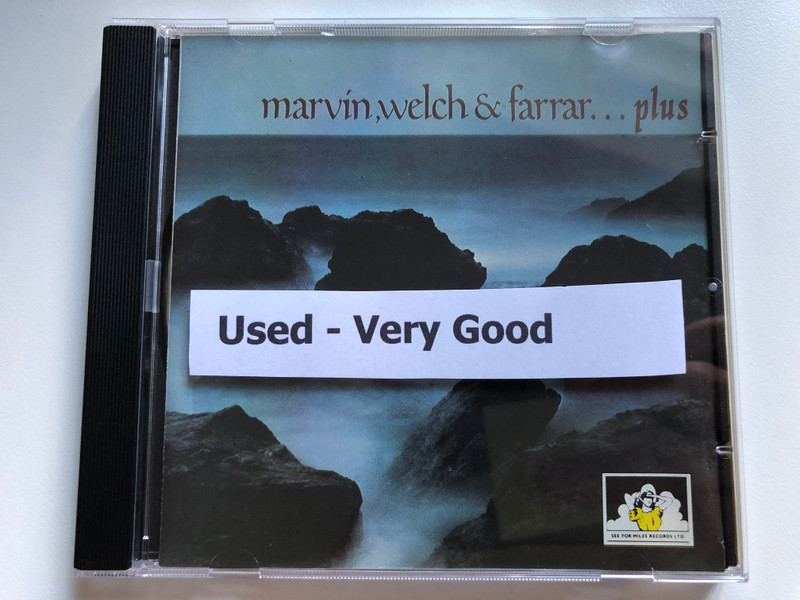 marvin, welch & farrar... plus
Used - Very Good
SEE FOR MILES RECORDS LTD